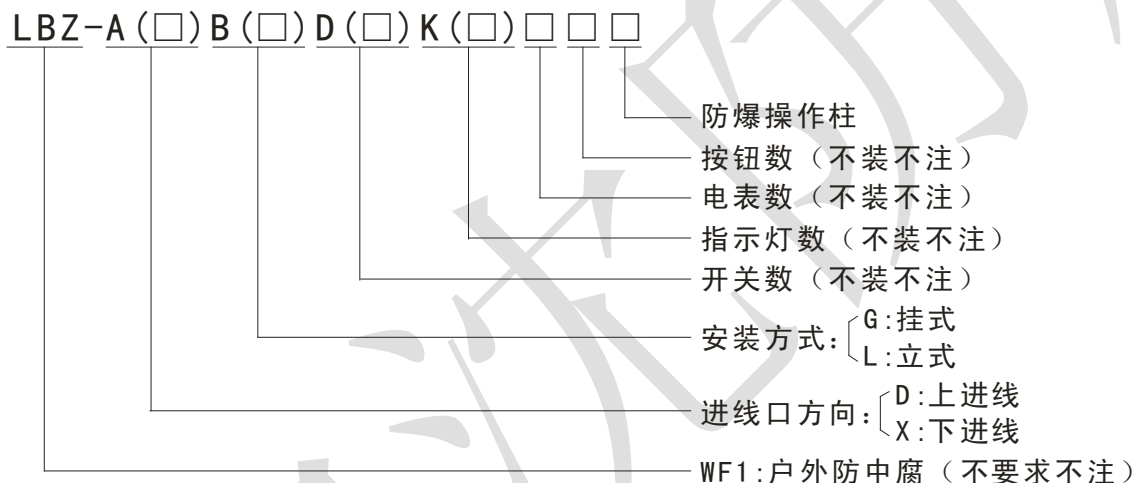 LBZ-A(□)B(□)D(□)K(□)□□□
防爆操作柱
按钮数（不装不注）
电表数（不装不注）
指示灯数（不装不注）
开关数（不装不注）
安装方式：G:挂式
L:立式
进线口方向：D:上进线
X:下进线
WF1:户外防中腐（不要求不注）